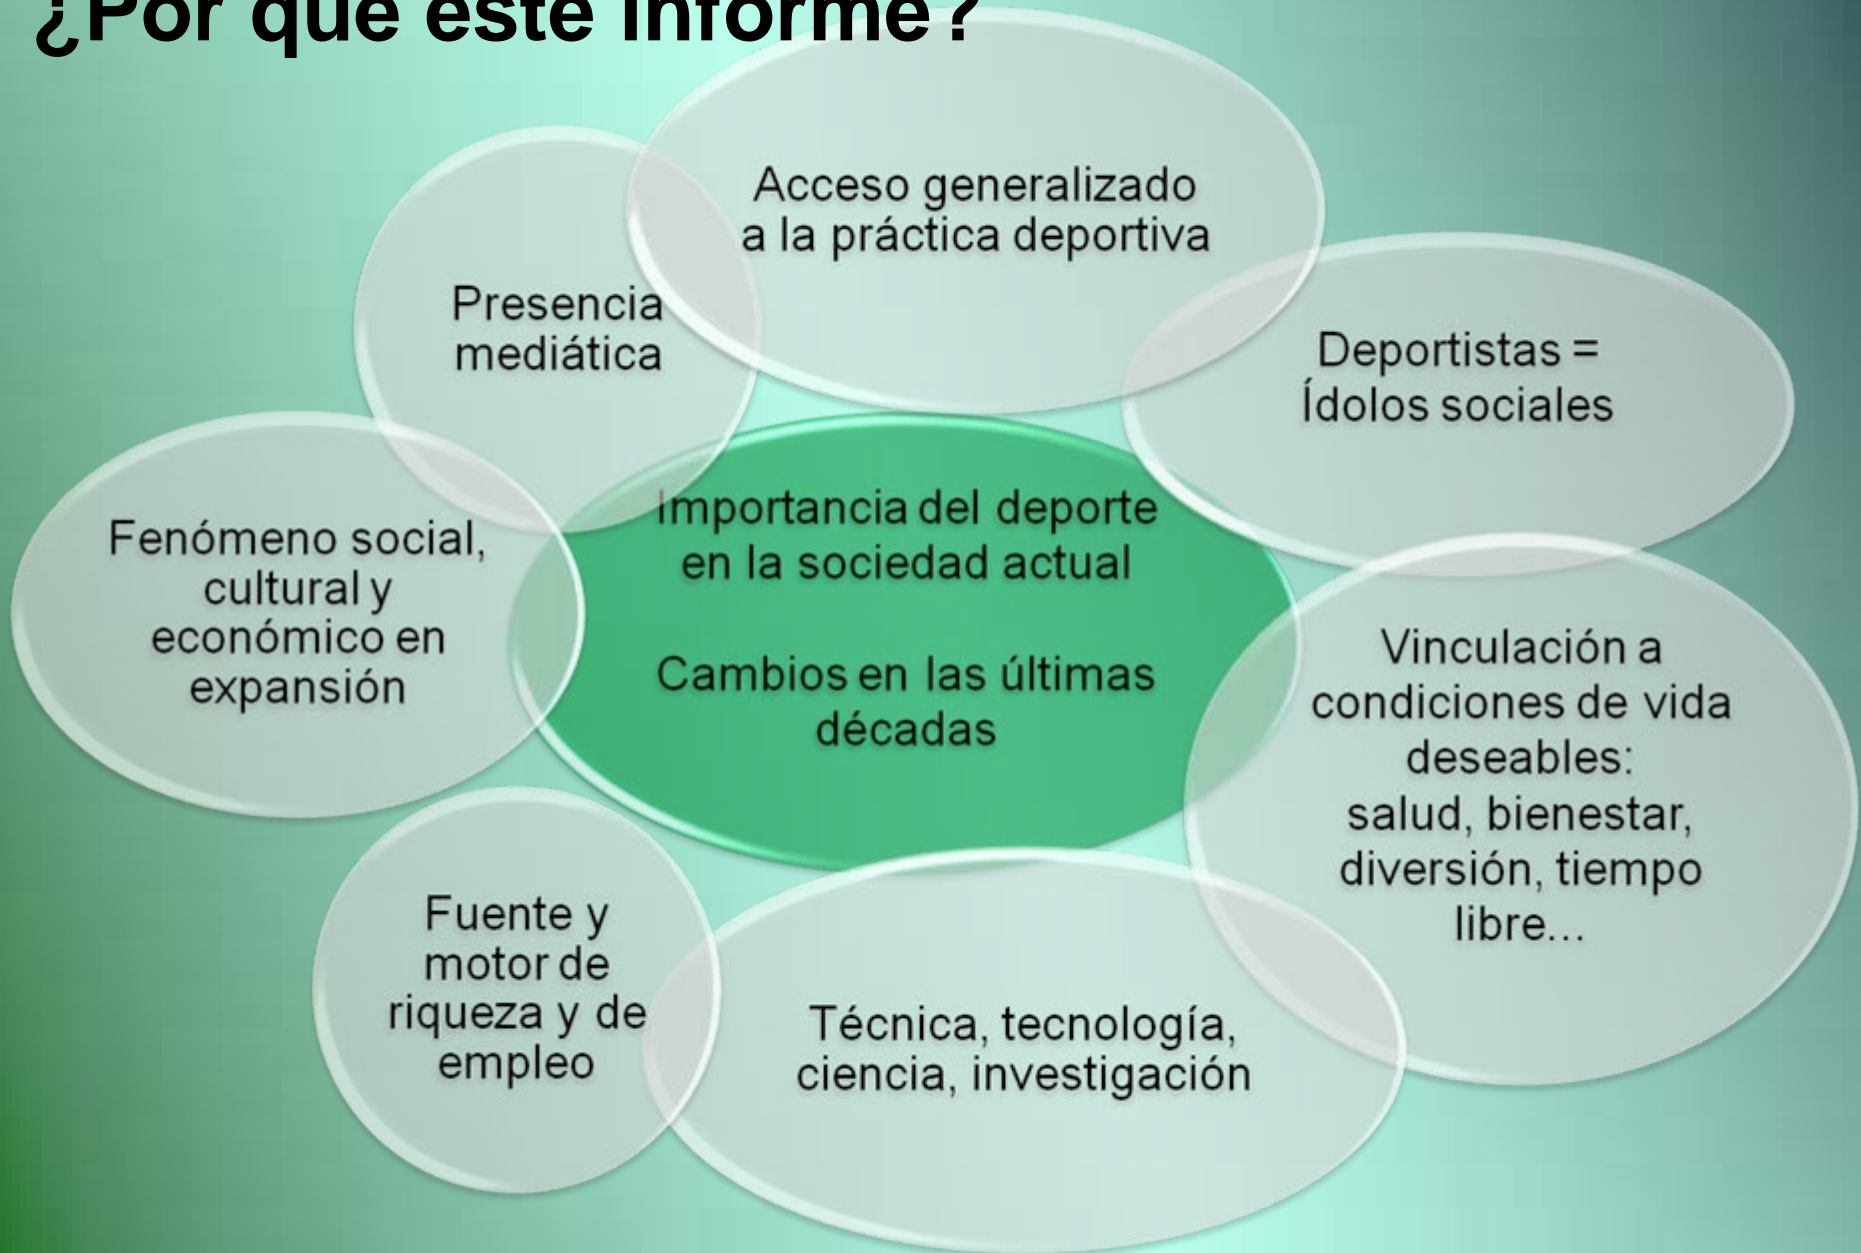 ¿Por qué este informe?
Acceso generalizado
a la práctica deportiva
Presencia
mediática
Deportistas =
Ídolos sociales
Importancia del deporte
en la sociedad actual
Cambios en las últimas
décadas
Fenómeno social,
cultural y
económico en
expansión
Vinculación a
condiciones de vida
deseables:
salud, bienestar,
diversión, tiempo
libre...
Fuente y
motor de
riqueza y de
empleo
Técnica, tecnología,
ciencia, investigación